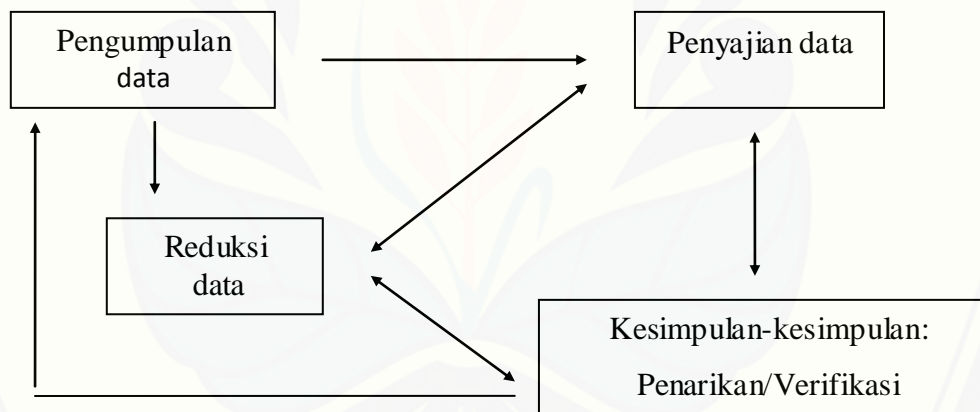 Pengumpulan
data
Penyajian data
Reduksi
data
Kesimpulan-kesimpulan:
Penarikan/Verifikasi